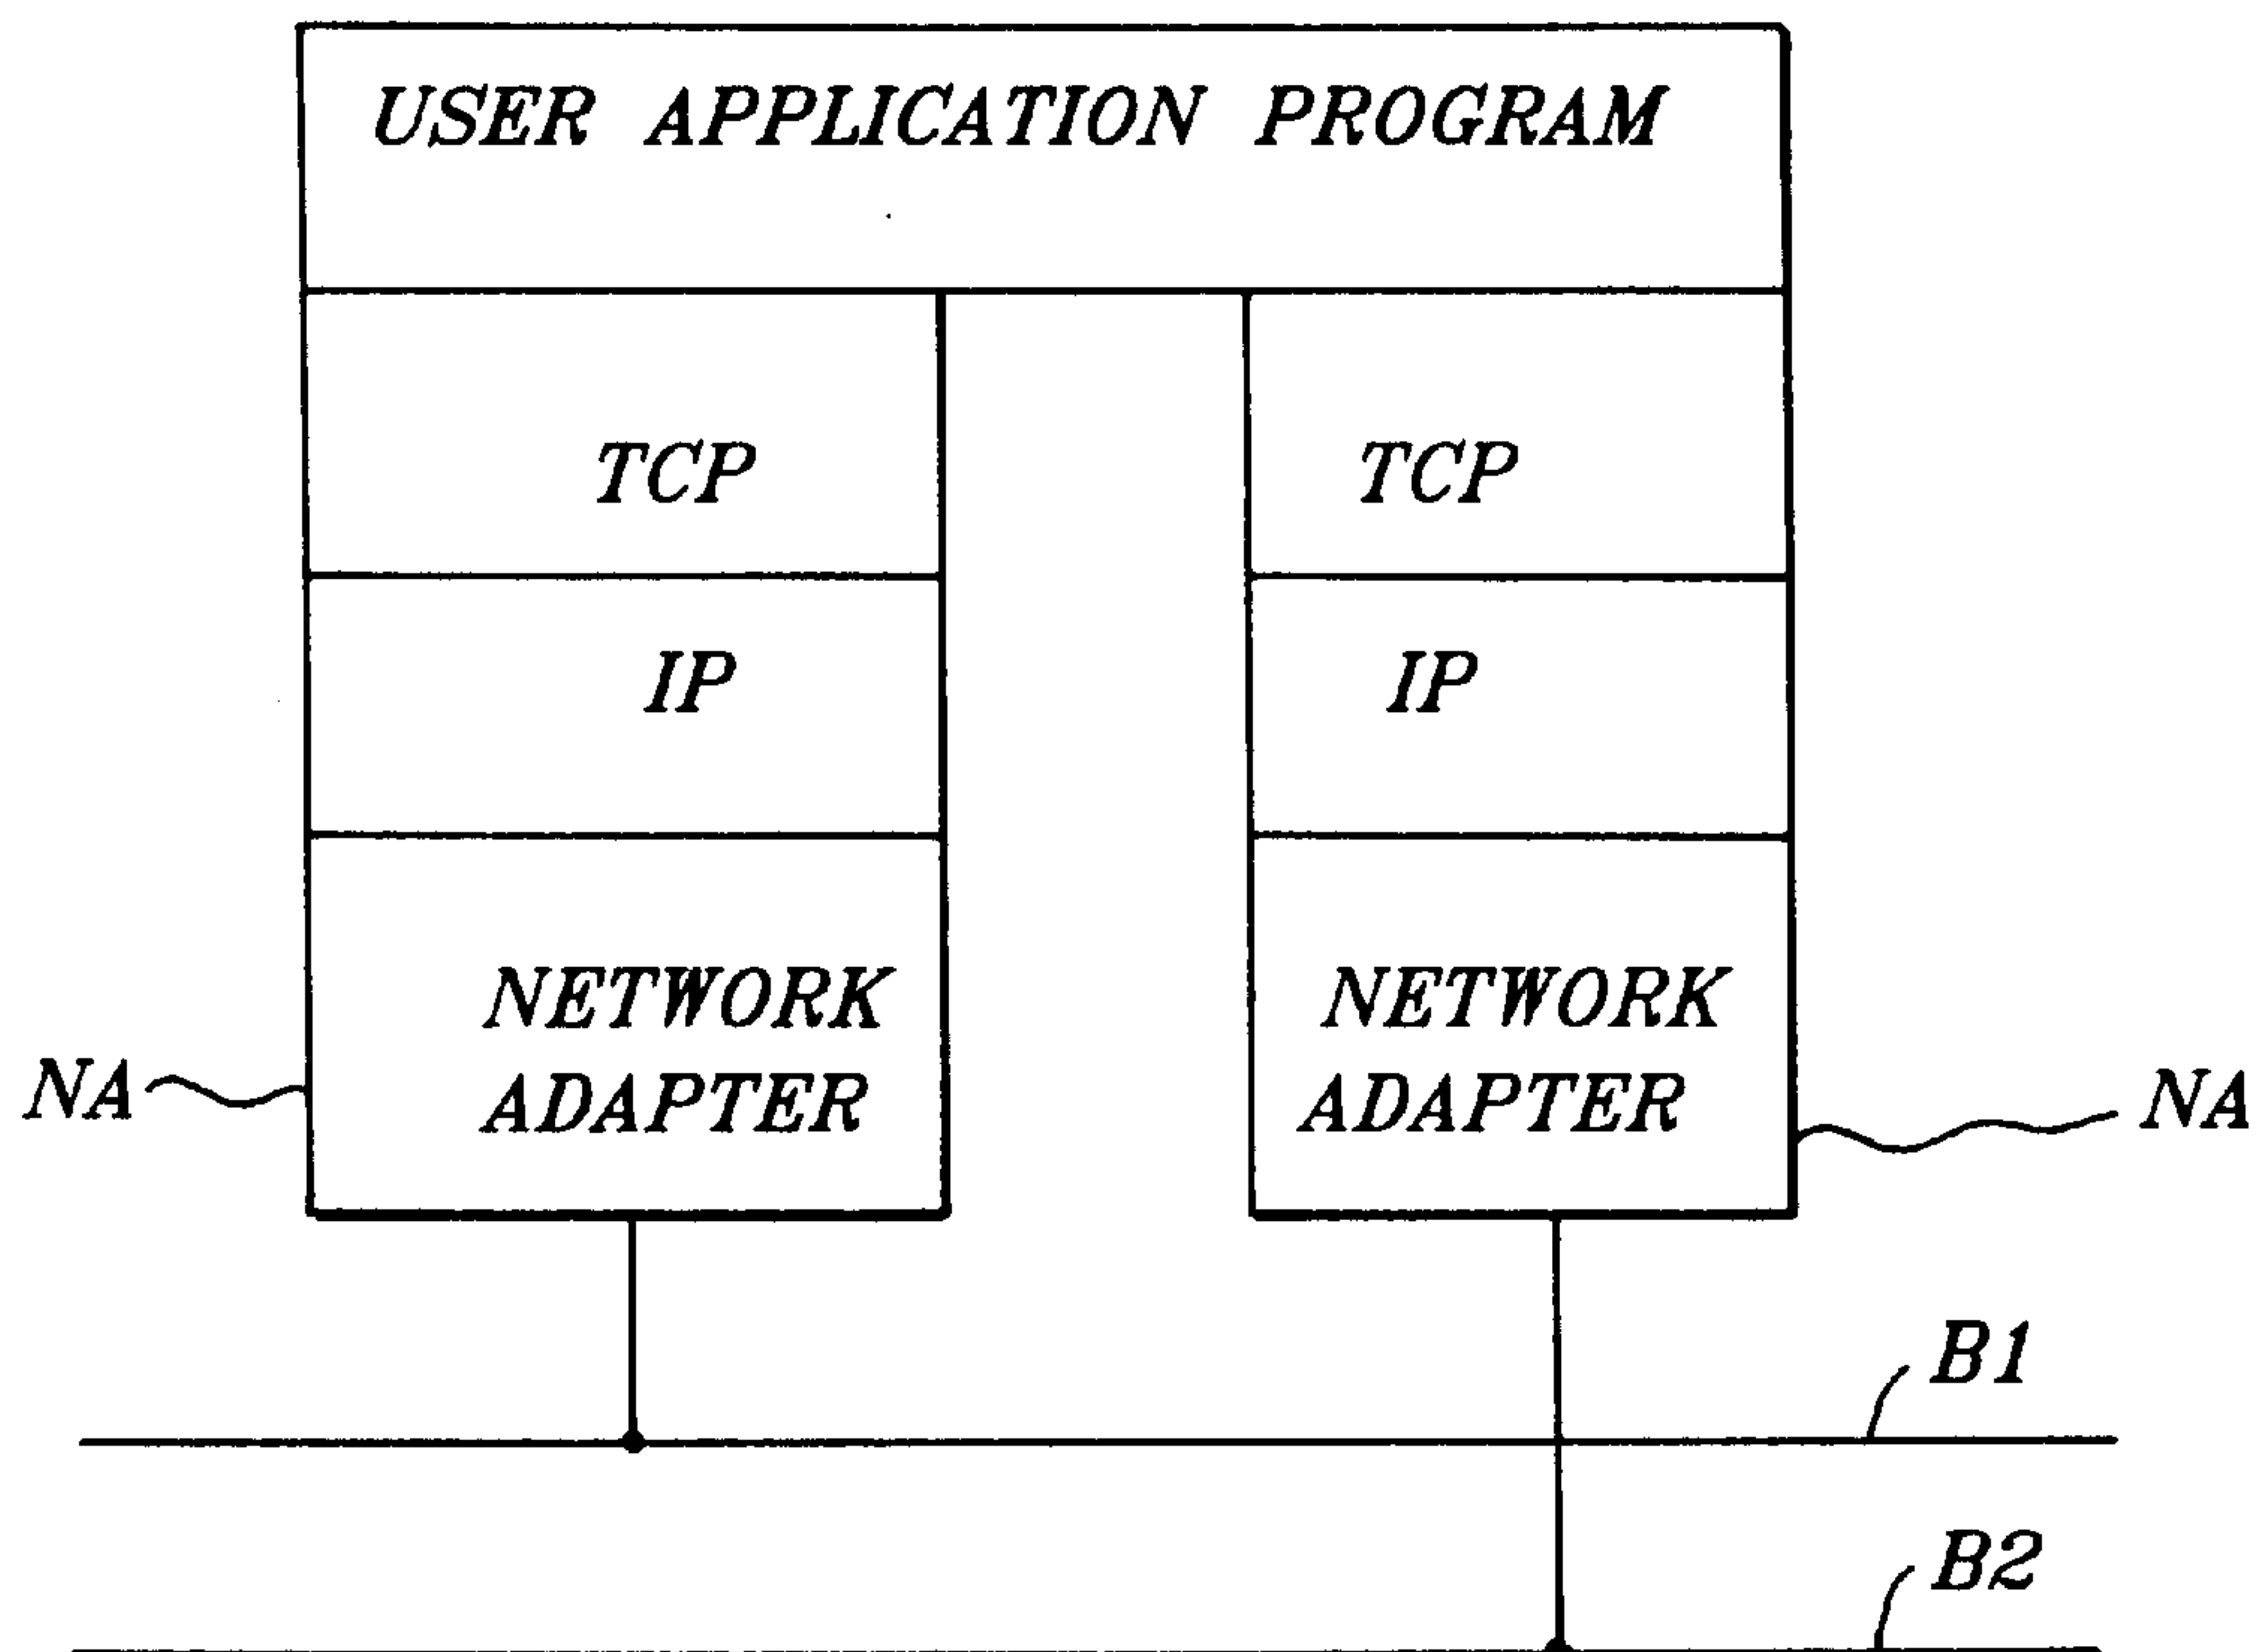 USER APPLICATION PROGRAM
TCP
TCP
IP
IP
NETWORK
ADAPTER
NETWORK
ADAPTER
NA
NA
B1
B2